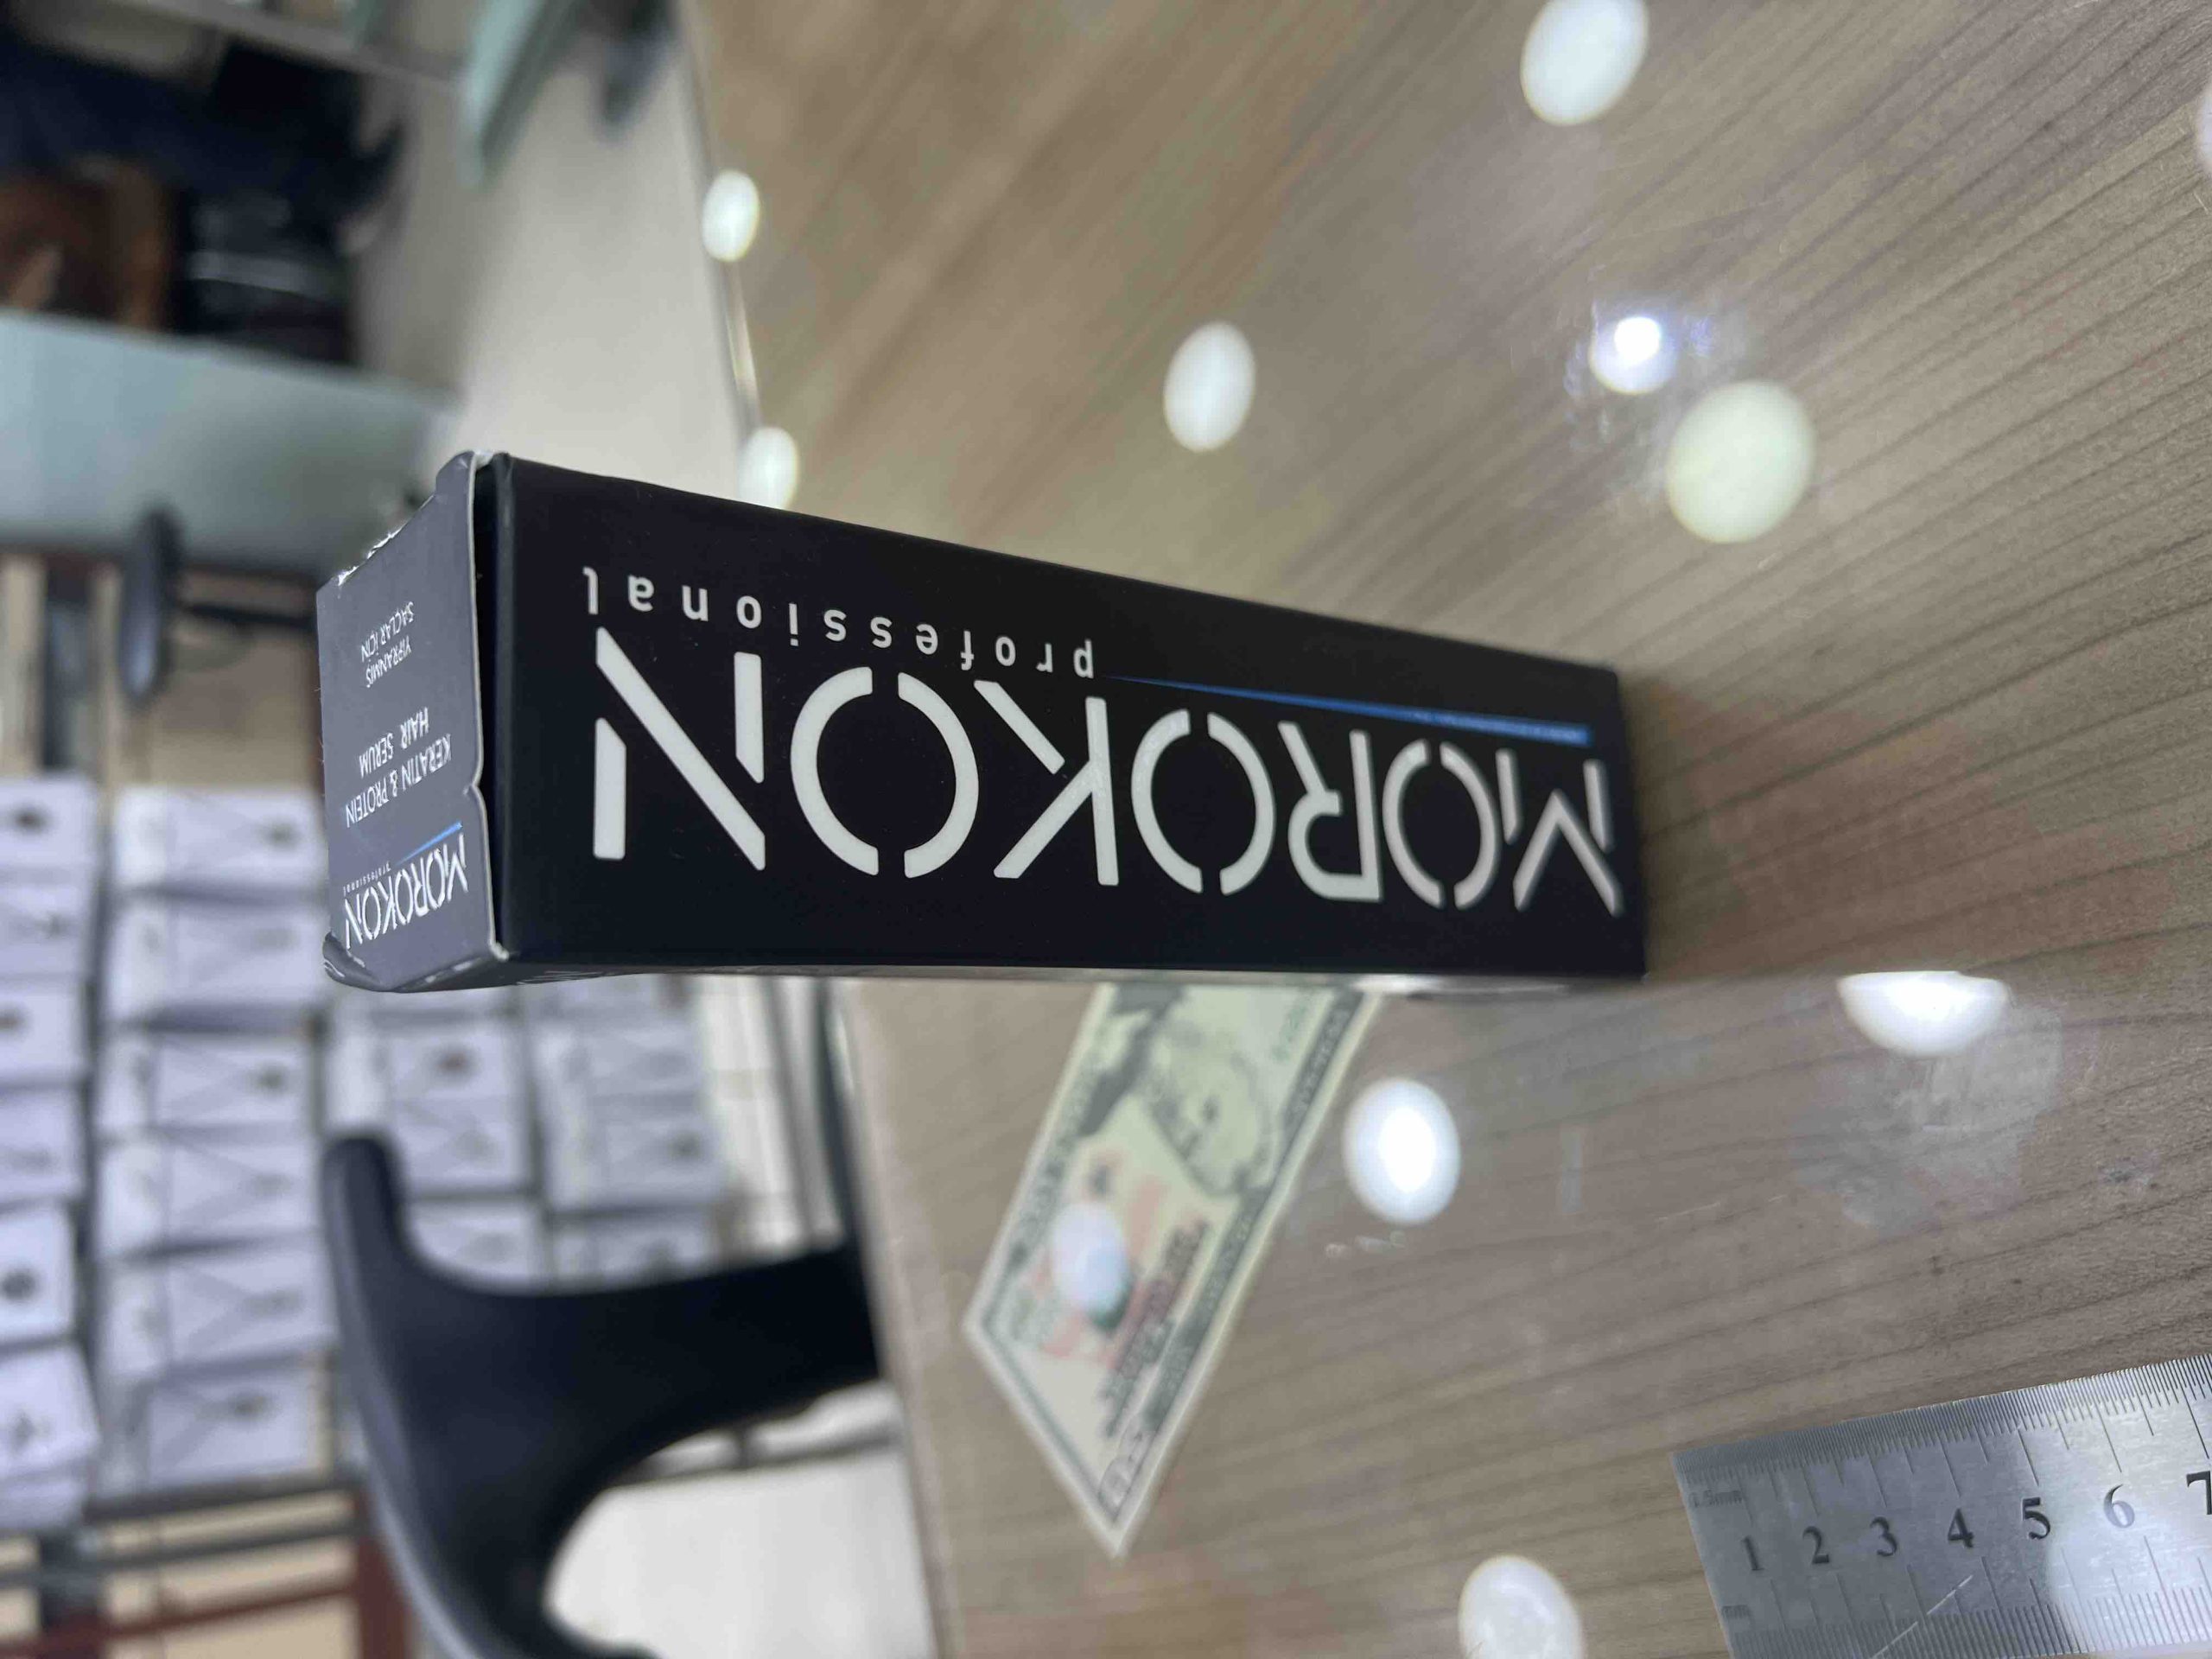 MOROKON
professional
MOROKON
professional
KERATIN & PROTEIN
HAIR SERUM
YIPRANMIŞ
SAÇLAR İÇİN
1 2 3 4 5 6 7